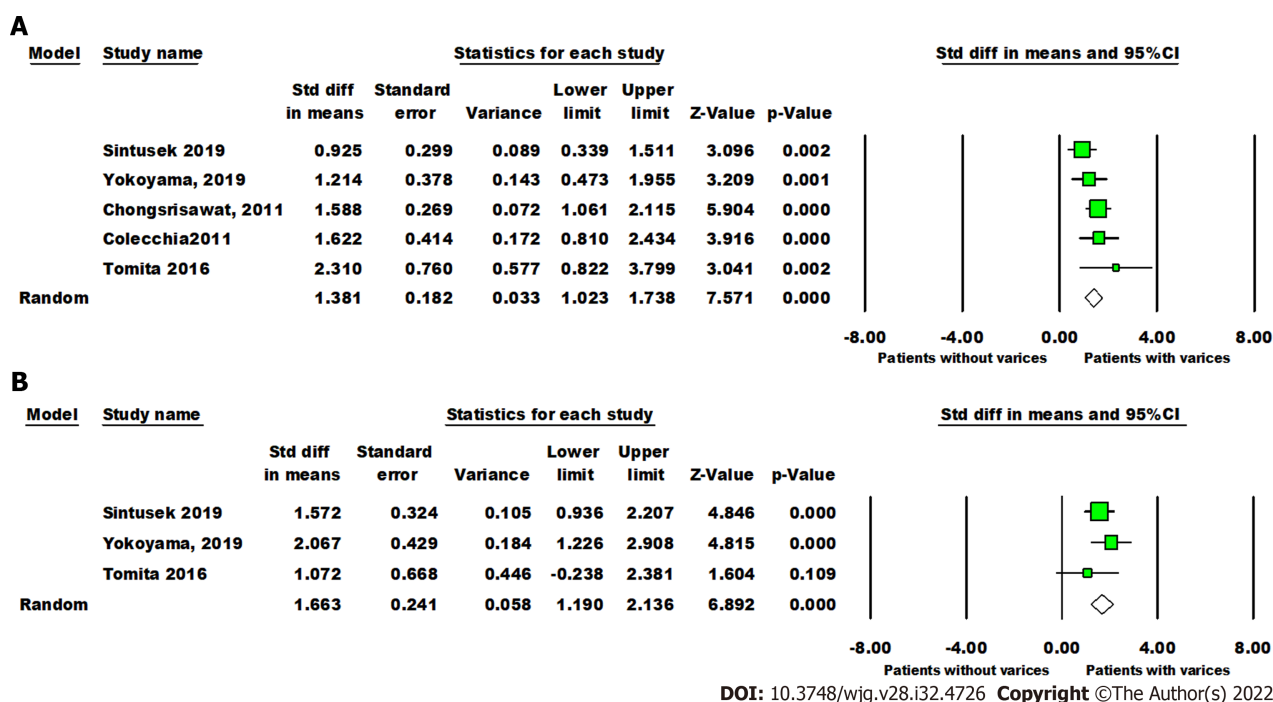 A
Model Study name Statistics for each study Std diff in means and 95%CI
Std diff Standard Lower Upper
in means error Variance limit limit Z-Value p-Value
Sintusek 2019 0.925 0.299 0.089 0.339 1.511 3.096 0.002
Yokoyama, 2019 1.214 0.378 0.143 0.473 1.955 3.209 0.001
Chongsrisawat, 2011 1.588 0.269 0.072 1.061 2.115 5.904 0.000
Colecchia2011 1.622 0.414 0.172 0.810 2.434 3.916 0.000
Tomita 2016 2.310 0.760 0.577 0.822 3.799 3.041 0.002
Random 1.381 0.182 0.033 1.023 1.738 7.571 0.000
-8.00 -4.00 0.00 4.00 8.00
Patients without varices Patients with varices
B
Model Study name Statistics for each study Std diff in means and 95%CI
Std diff Standard Lower Upper
in means error Variance limit limit Z-Value p-Value
Sintusek 2019 1.572 0.324 0.105 0.936 2.207 4.846 0.000
Yokoyama, 2019 2.067 0.429 0.184 1.226 2.908 4.815 0.000
Tomita 2016 1.072 0.668 0.446 -0.238 2.381 1.604 0.109
Random 1.663 0.241 0.058 1.190 2.136 6.892 0.000
-8.00 -4.00 0.00 4.00 8.00
Patients without varices Patients with varices
DOI: 10.3748/wjg.v28.i32.4726 Copyright ©The Author(s) 2022